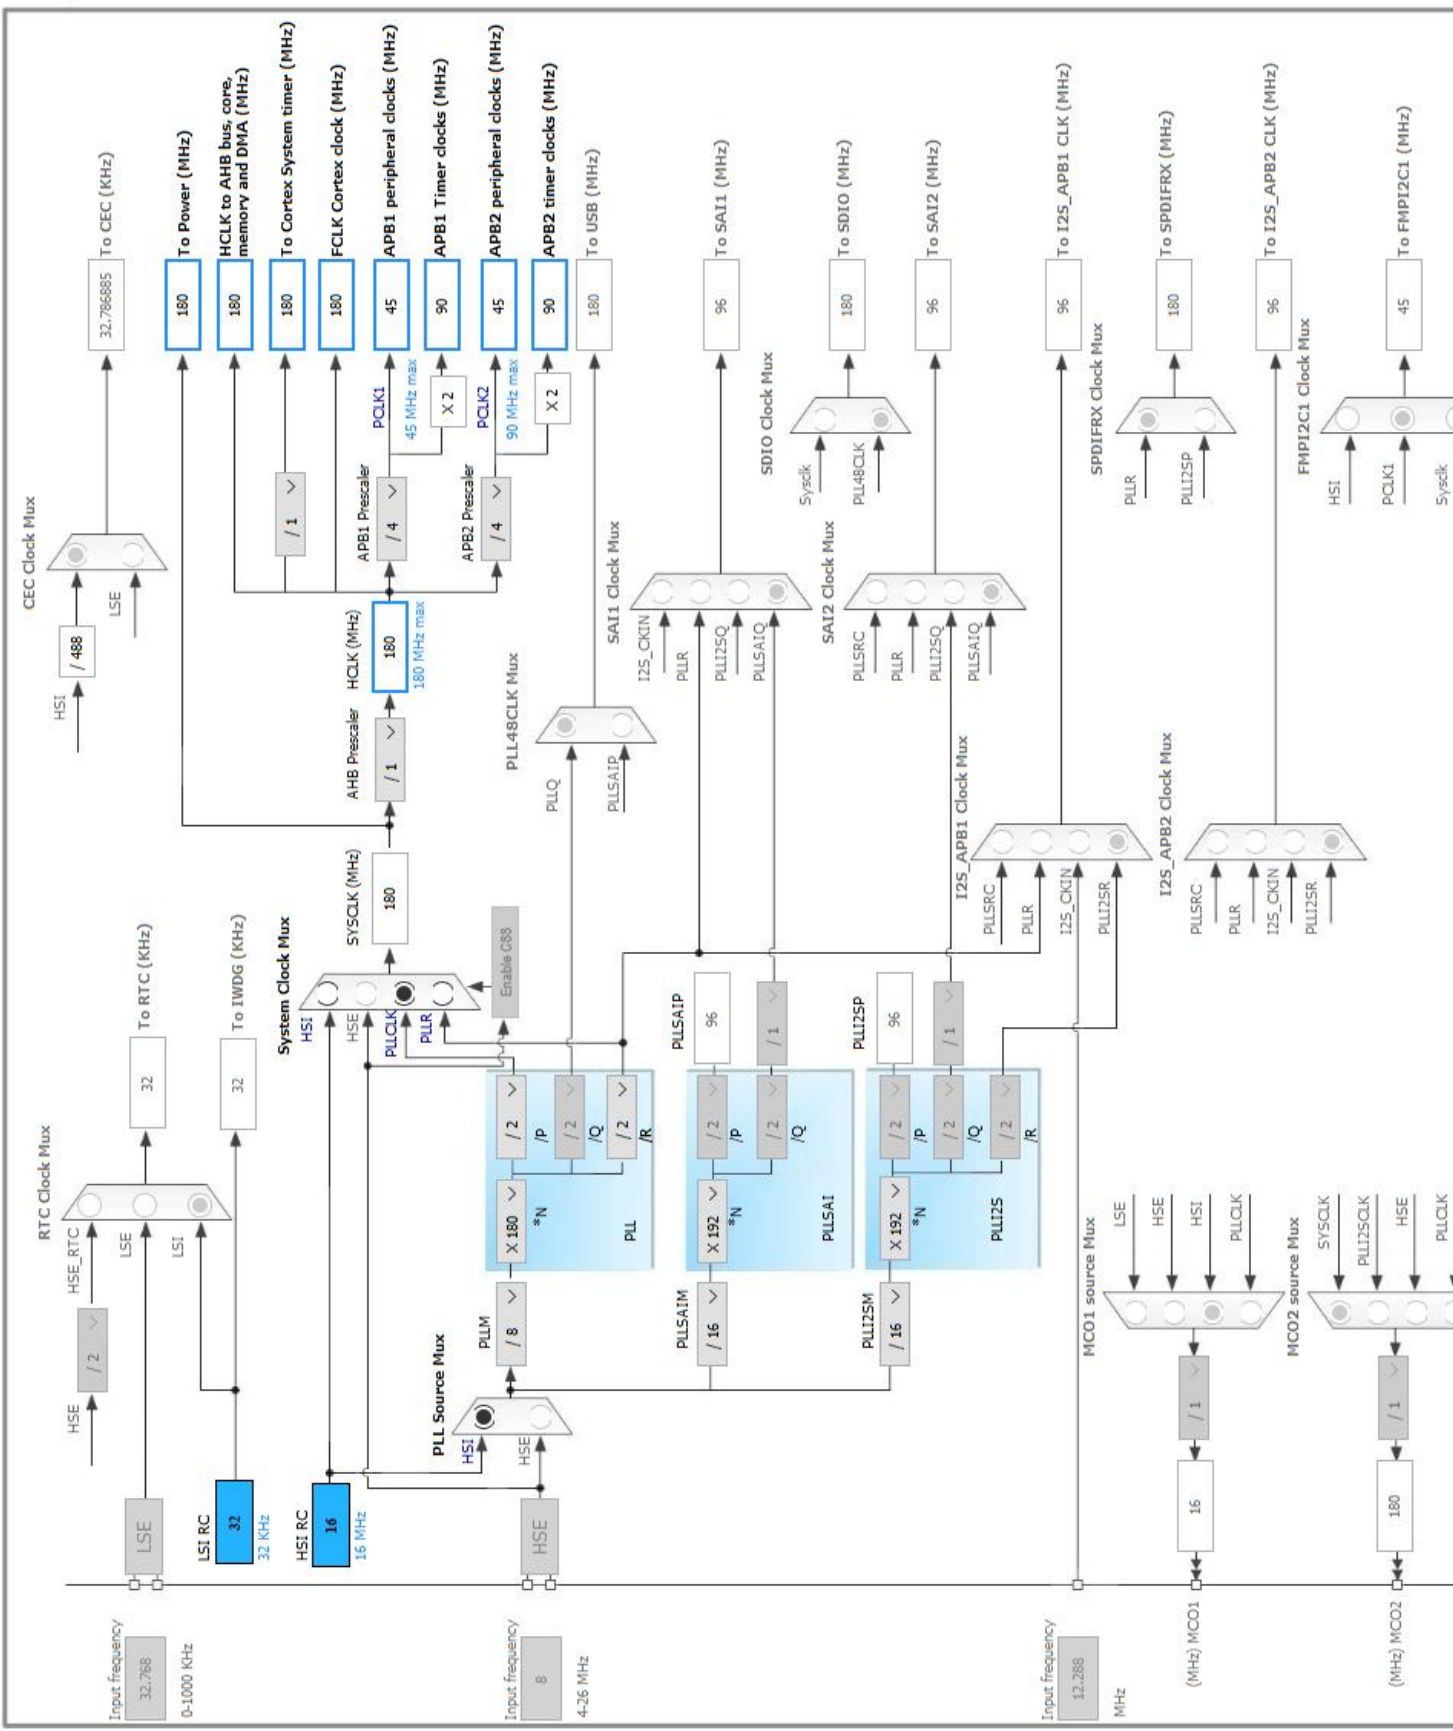 RTC Clock Mux
HSE
/ 2
HSE_RTC
LSE
LSI
32
To RTC (KHz)
32
To IWDG (KHz)
Input frequency
32.768
0-1000 KHz
LSE
LSI RC
32
32 KHz
HSI RC
16
16 MHz
Input frequency
8
4-26 MHz
HSE
CEC Clock Mux
HSI
/ 488
LSE
32.786885
To CEC (KHz)
System Clock Mux
HSI
HSE
PLLCLK
PLLR
Enable CSS
SYSCLK (MHz)
180
AHB Prescaler
/ 1
HCLK (MHz)
180
180 MHz max
/ 1
APB1 Prescaler
/ 4
PCLK1
45 MHz max
X 2
APB2 Prescaler
/ 4
PCLK2
90 MHz max
X 2
180
To Power (MHz)
180
HCLK to AHB bus, core,
memory and DMA (MHz)
180
To Cortex System timer (MHz)
180
FCLK Cortex clock (MHz)
45
APB1 peripheral clocks (MHz)
90
APB1 Timer clocks (MHz)
45
APB2 peripheral clocks (MHz)
90
APB2 timer clocks (MHz)
180
To USB (MHz)
PLL Source Mux
HSI
HSE
PLLM
/ 8
X 180
*N
/ 2
/P
/ 2
/Q
/ 2
/R
PLL
PLL48CLK Mux
PLLQ
PLLSAIP
PLLSAIM
/ 16
X 192
*N
/ 2
/P
/ 2
/Q
PLLSAI
PLLSAIP
96
/ 1
PLLI2SM
/ 16
X 192
*N
/ 2
/P
/ 2
/Q
/ 2
/R
PLLI2S
PLLI2SP
96
/ 1
SAI1 Clock Mux
I2S_CKIN
PLLR
PLLI2SQ
PLLSAIQ
96
To SAI1 (MHz)
SDIO Clock Mux
Sysclk
PLL48CLK
180
To SDIO (MHz)
SAI2 Clock Mux
PLLSRC
PLLR
PLLI2SQ
PLLSAIQ
96
To SAI2 (MHz)
I2S_APB1 Clock Mux
PLLSRC
PLLR
I2S_CKIN
PLLI2SR
96
To I2S_APB1 CLK (MHz)
SPDIFRX Clock Mux
PLLR
PLLI2SP
180
To SPDIFRX (MHz)
I2S_APB2 Clock Mux
PLLSRC
PLLR
I2S_CKIN
PLLI2SR
96
To I2S_APB2 CLK (MHz)
FMPI2C1 Clock Mux
HSI
PCLK1
Sysclk
45
To FMPI2C1 (MHz)
Input frequency
12.288
MHz
MCO1 source Mux
LSE
HSE
HSI
PLLCLK
/ 1
16
(MHz) MCO1
MCO2 source Mux
SYSCLK
PLLI2SCLK
HSE
PLLCLK
/ 1
180
(MHz) MCO2